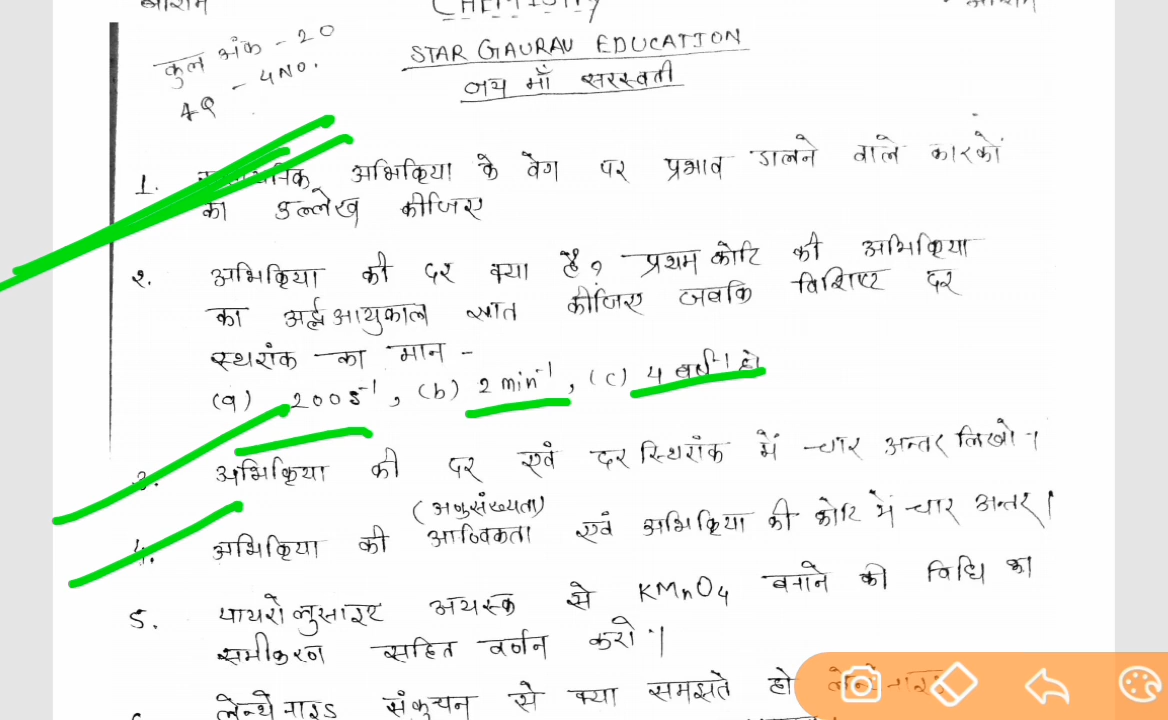 CHEMISTRY
कुल अंक - 20
STAR GAURAV EDUCATION
4Q - 4NO.
जय माँ सरस्वती
1. अभिक्रिया के वेग पर प्रभाव डालने वाले कारकों
का उल्लेख कीजिए
2. अभिक्रिया की दर क्या है? प्रथम कोटि की अभिक्रिया
का अर्द्ध आयुकाल ज्ञात कीजिए जबकि विशिष्ट दर
स्थरांक का मान -
(a) 200 s⁻¹, (b) 2 min⁻¹, (c) 4 वर्ष⁻¹ हो
3. अभिक्रिया की दर एवं दर स्थिरांक में चार अन्तर लिखो।
(अनुसंख्यता)
4. अभिक्रिया की आण्विकता एवं अभिक्रिया की कोटि में चार अन्तर।
5. पायरोलुसाइट अयस्क से KMnO4 बनाने की विधि का
समीकरण सहित वर्णन करो।
लेन्थेनाइड संकुचन से क्या समझते हो